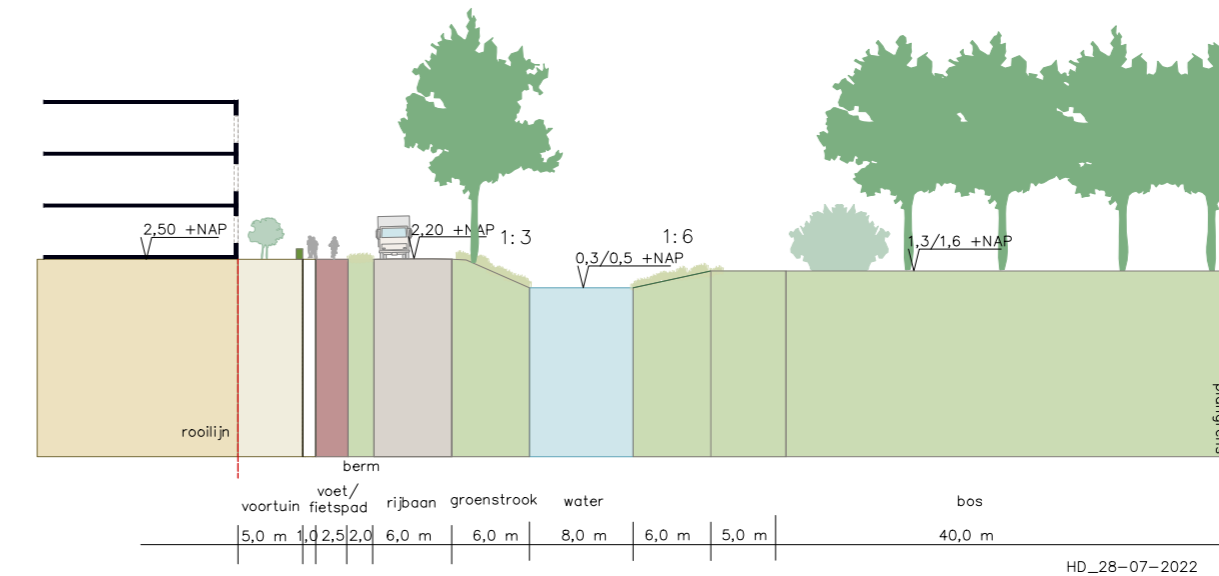 2,50 +NAP
2,20 +NAP
1:3
1:6
0,3/0,5 +NAP
1,3/1,6 +NAP
rooilijn
plangrens
berm
voortuin
voet/
fietspad
rijbaan
groenstrook
water
bos
5,0 m
1,0
2,5
2,0
6,0 m
6,0 m
8,0 m
6,0 m
5,0 m
40,0 m
HD_28-07-2022